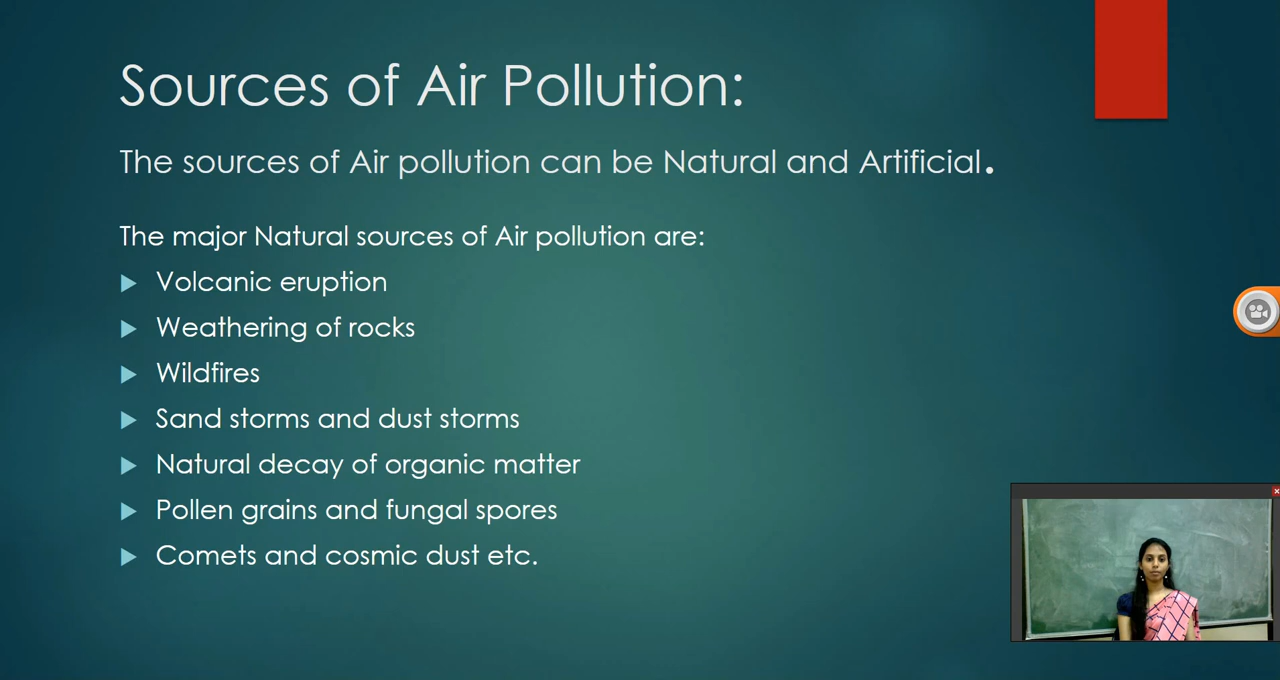 Sources of Air Pollution:
The sources of Air pollution can be Natural and Artificial.
The major Natural sources of Air pollution are:
Volcanic eruption
Weathering of rocks
Wildfires
Sand storms and dust storms
Natural decay of organic matter
Pollen grains and fungal spores
Comets and cosmic dust etc.